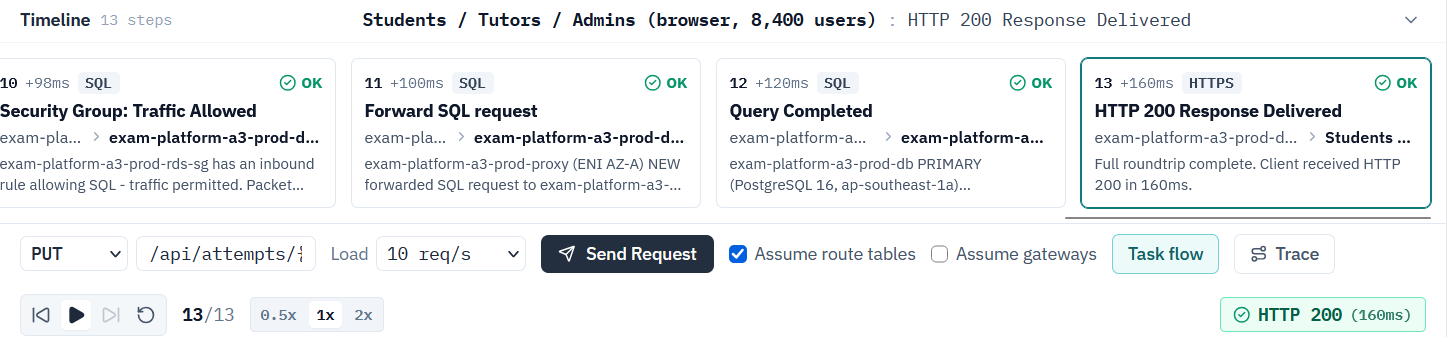 Timeline 13 steps
Students / Tutors / Admins (browser, 8,400 users) : HTTP 200 Response Delivered
10 +98ms SQL OK
Security Group: Traffic Allowed
exam-pla... > exam-platform-a3-prod-d...
exam-platform-a3-prod-rds-sg has an inbound
rule allowing SQL - traffic permitted. Packet...
11 +100ms SQL OK
Forward SQL request
exam-pla... > exam-platform-a3-prod-d...
exam-platform-a3-prod-proxy (ENI AZ-A) NEW
forwarded SQL request to exam-platform-a3-...
12 +120ms SQL OK
Query Completed
exam-platform-a... > exam-platform-a...
exam-platform-a3-prod-db PRIMARY
(PostgreSQL 16, ap-southeast-1a)...
13 +160ms HTTPS OK
HTTP 200 Response Delivered
exam-platform-a3-prod-d... > Students ...
Full roundtrip complete. Client received HTTP
200 in 160ms.
PUT /api/attempts/ Load 10 req/s Send Request Assume route tables Assume gateways Task flow Trace
13/13 0.5x 1x 2x HTTP 200 (160ms)